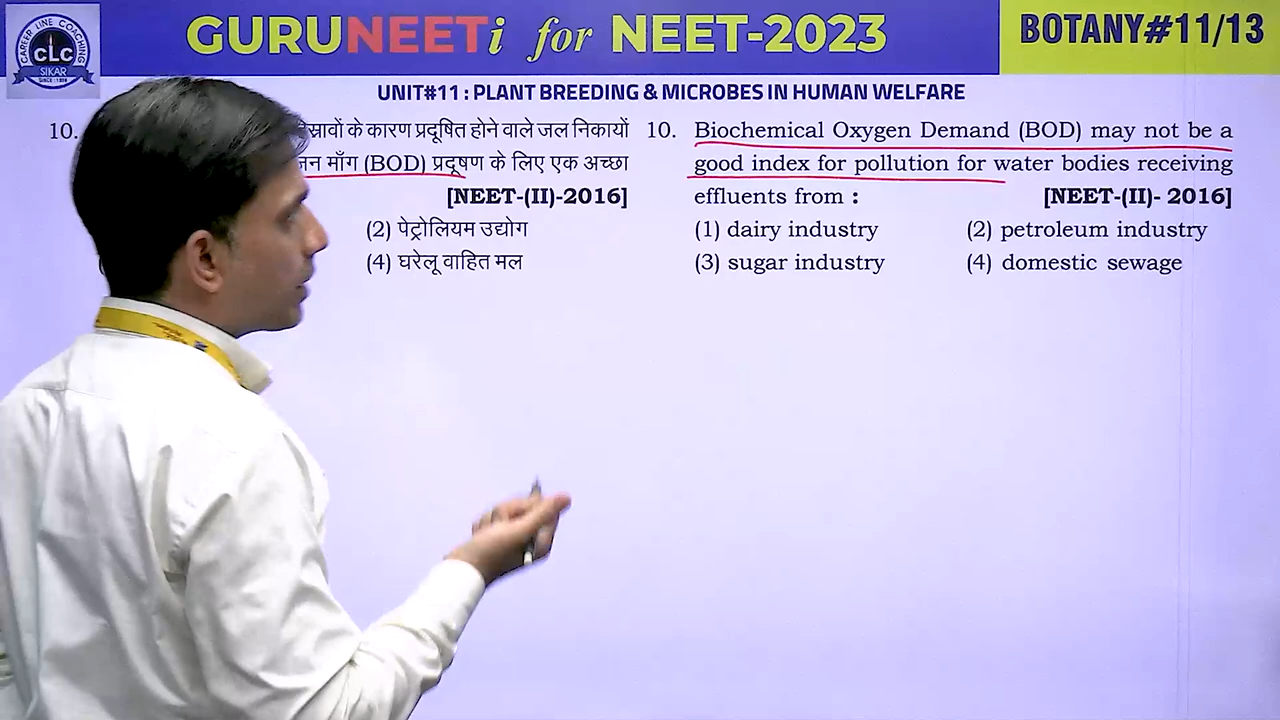 CAREER LINE COACHING
CLC
SIKAR
SINCE : 1996
GURUNEETi for NEET-2023
BOTANY#11/13
UNIT#11 : PLANT BREEDING & MICROBES IN HUMAN WELFARE
10.
के कारण प्रदूषित होने वाले जल निकायों
माँग (BOD) प्रदूषण के लिए एक अच्छा
[NEET-(II)-2016]
(2) पेट्रोलियम उद्योग
(4) घरेलू वाहित मल
10. Biochemical Oxygen Demand (BOD) may not be a
good index for pollution for water bodies receiving
effluents from : [NEET-(II)- 2016]
(1) dairy industry (2) petroleum industry
(3) sugar industry (4) domestic sewage